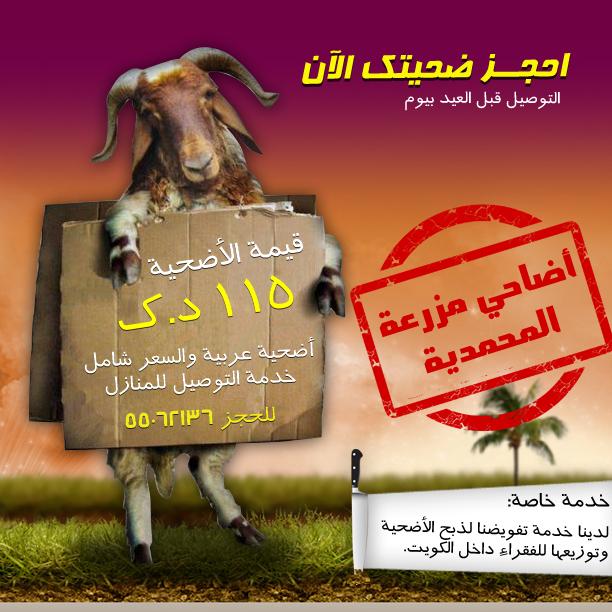 احجز ضحيتك الآن
التوصيل قبل العيد بيوم
قيمة الأضحية
١١٥ د.ك
أضحية عربية والسعر شامل
خدمة التوصيل للمنازل
للحجز ٥٥٠٦٢١٣٦
أضاحي مزرعة
المحمدية
خدمة خاصة:
لدينا خدمة تفويضنا لذبح الأضحية
وتوزيعها للفقراء داخل الكويت.